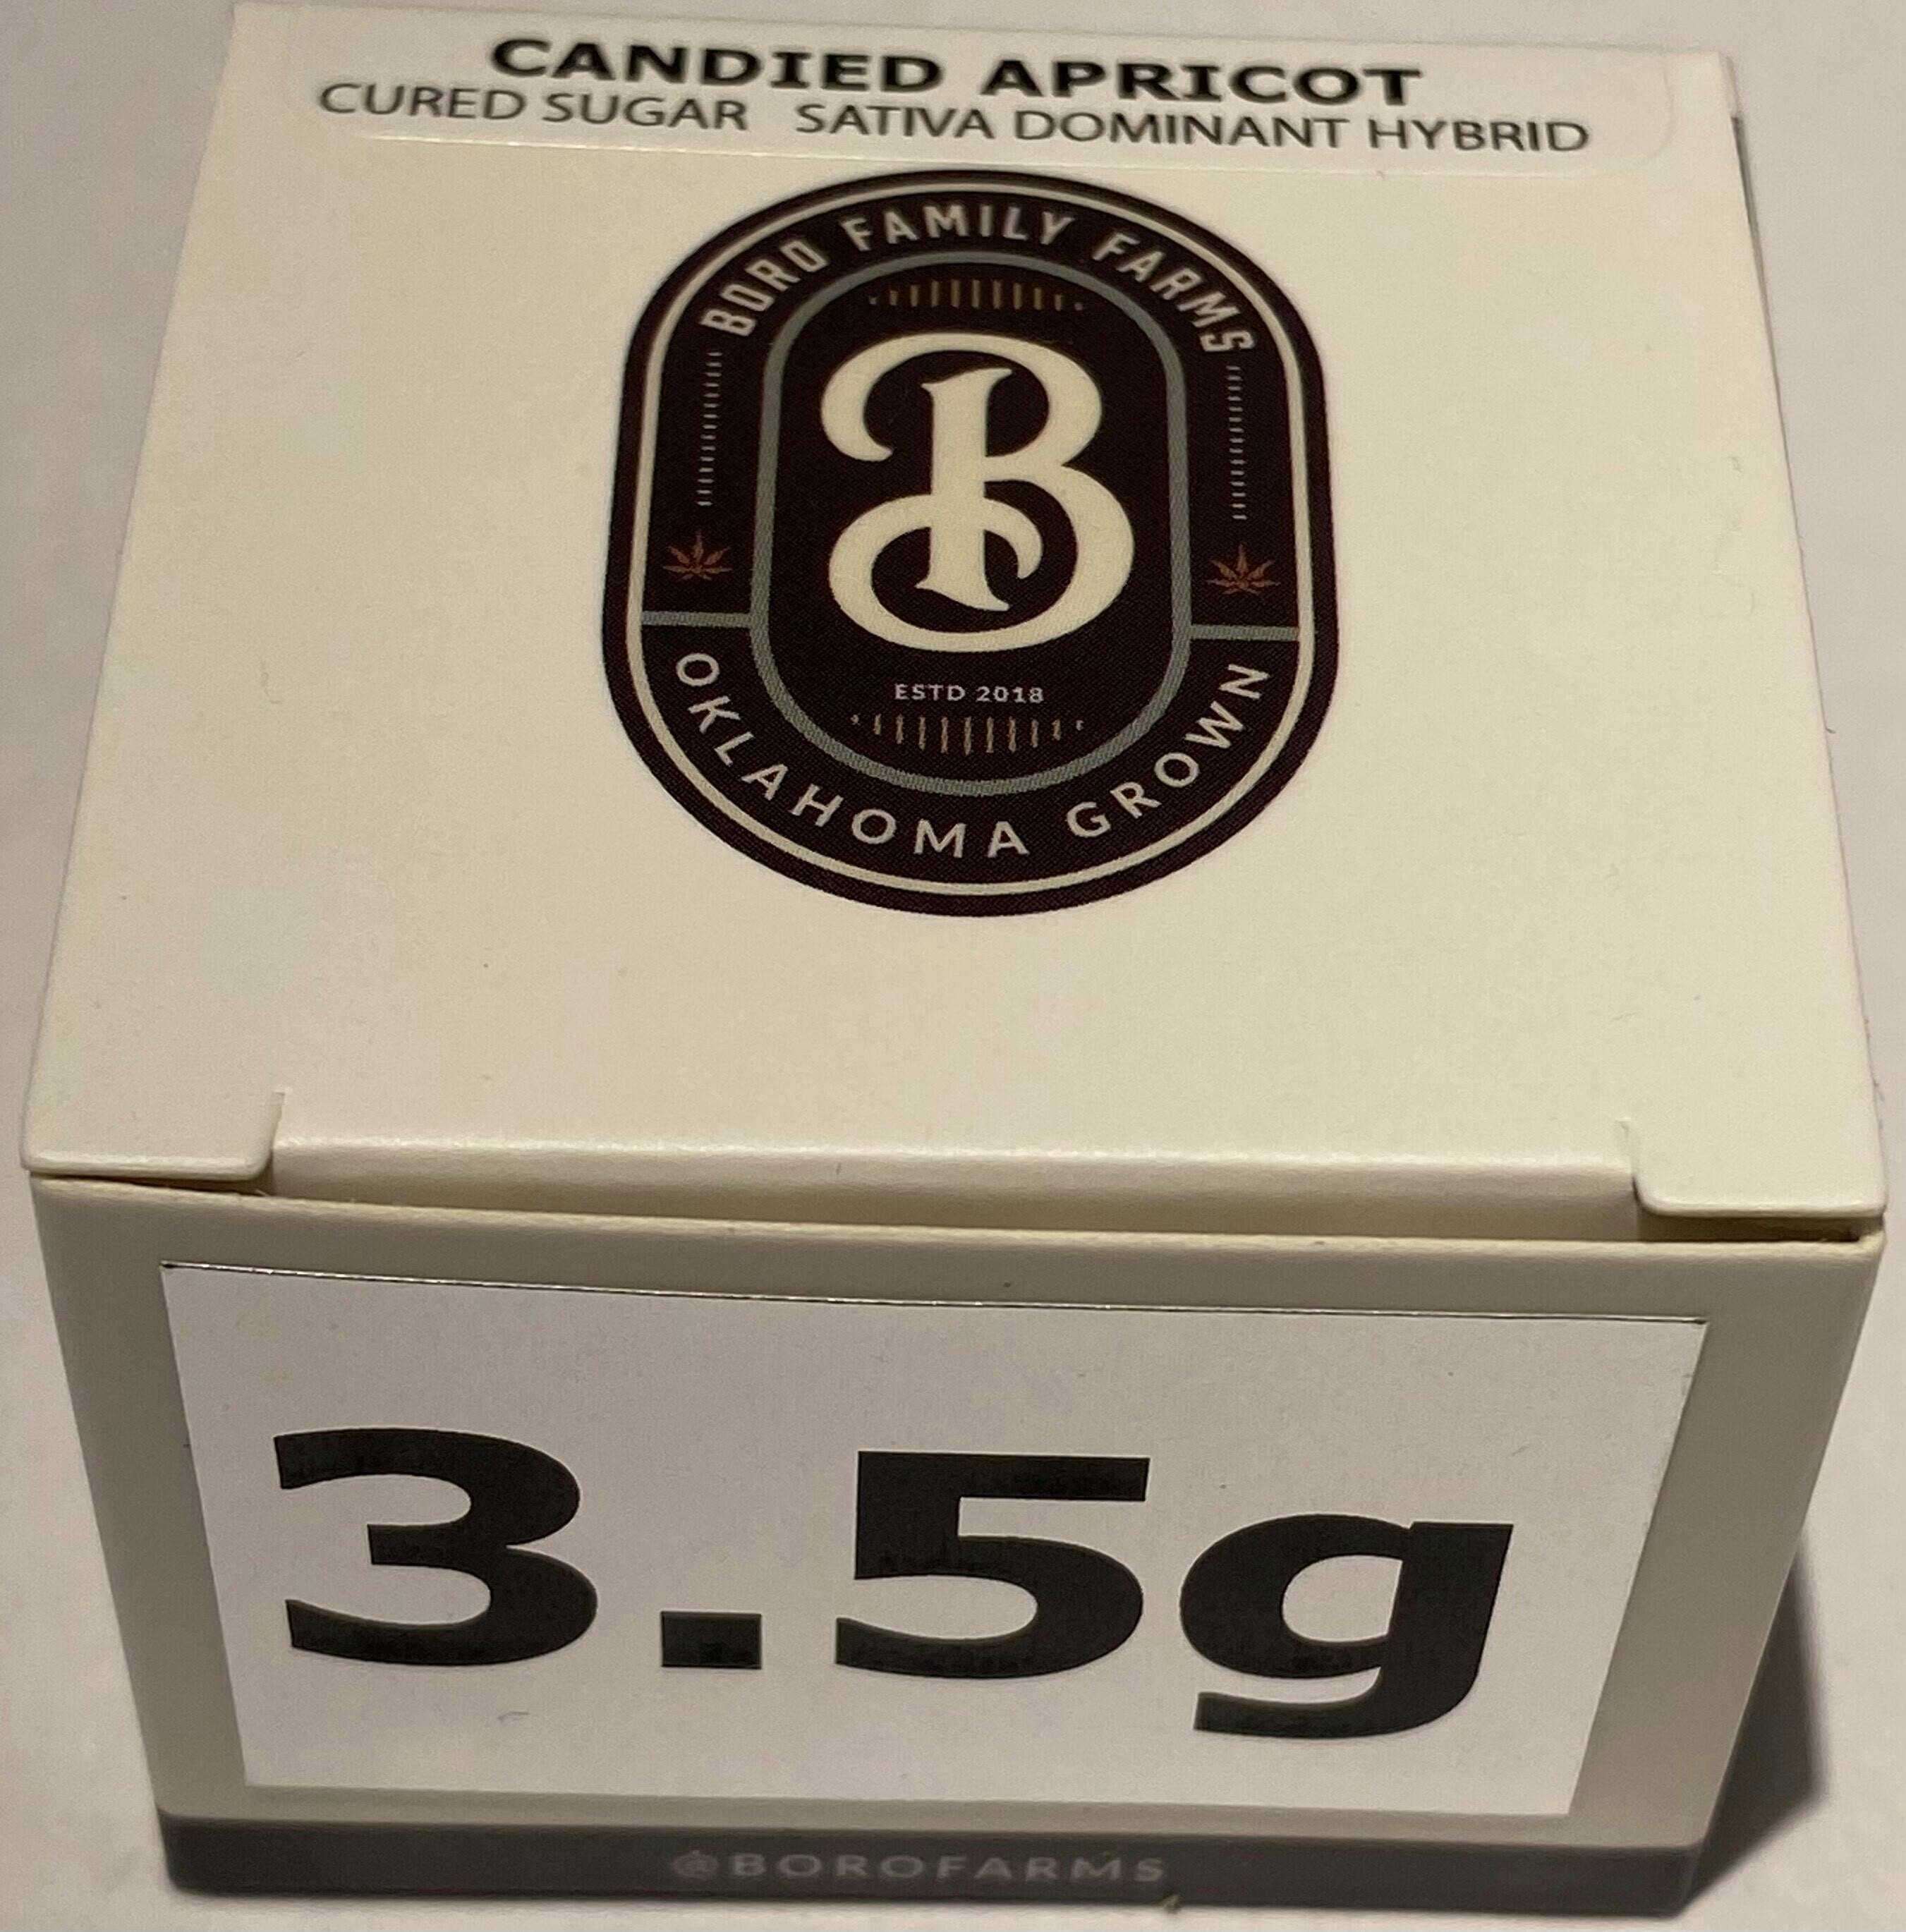 CANDIED APRICOT
CURED SUGAR SATIVA DOMINANT HYBRID
BORO FAMILY FARMS
B
ESTD 2018
OKLAHOMA GROWN
3.5g
@BOROFARMS